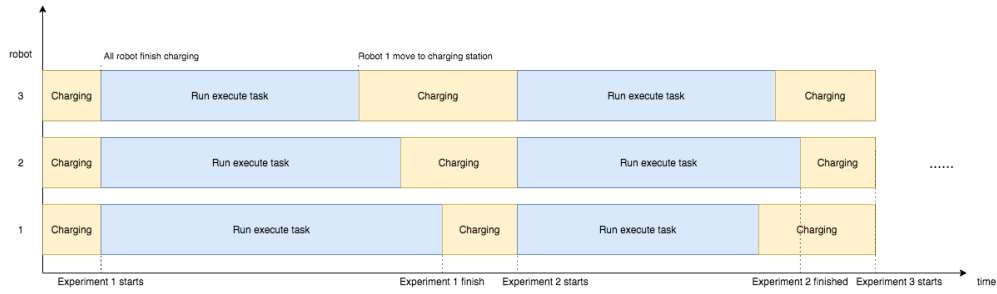 robot
All robot finish charging
Robot 1 move to charging station
3
Charging
Run execute task
Charging
Run execute task
Charging
2
Charging
Run execute task
Charging
Run execute task
Charging
......
1
Charging
Run execute task
Charging
Run execute task
Charging
Experiment 1 starts
Experiment 1 finish
Experiment 2 starts
Experiment 2 finished
Experiment 3 starts
time